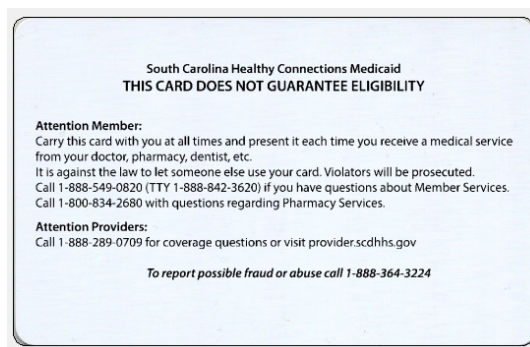 South Carolina Healthy Connections Medicaid
THIS CARD DOES NOT GUARANTEE ELIGIBILITY
Attention Member:
Carry this card with you at all times and present it each time you receive a medical service
from your doctor, pharmacy, dentist, etc.
It is against the law to let someone else use your card. Violators will be prosecuted.
Call 1-888-549-0820 (TTY 1-888-842-3620) if you have questions about Member Services.
Call 1-800-834-2680 with questions regarding Pharmacy Services.
Attention Providers:
Call 1-888-289-0709 for coverage questions or visit provider.scdhhs.gov
To report possible fraud or abuse call 1-888-364-3224